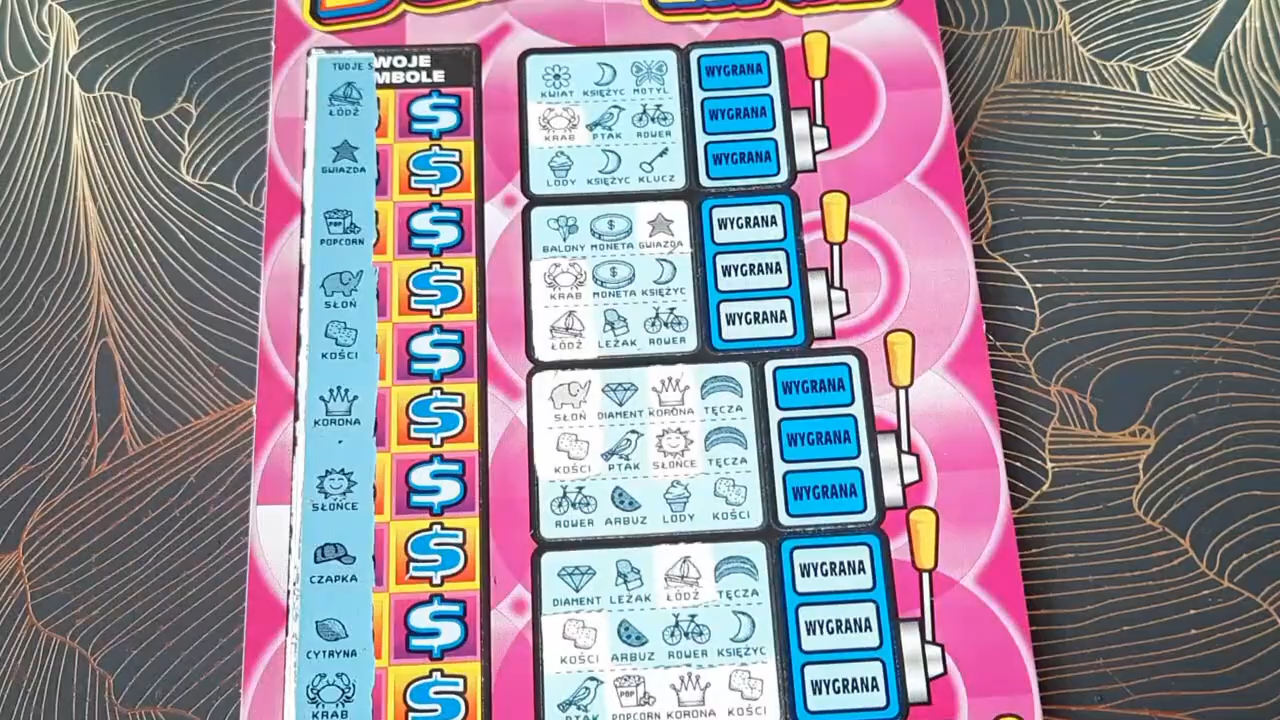 TWOJE S
WOJE
MBOLE
ŁÓDŹ
GWIAZDA
POPCORN
SŁOŃ
KOŚCI
KORONA
SŁOŃCE
CZAPKA
CYTRYNA
KRAB
$
$
$
$
$
$
$
$
$
$
KWIAT KSIĘŻYC MOTYL
KRAB PTAK ROWER
LODY KSIĘŻYC KLUCZ
WYGRANA
WYGRANA
WYGRANA
BALONY MONETA GWIAZDA
KRAB MONETA KSIĘŻYC
ŁÓDŹ LEŻAK ROWER
WYGRANA
WYGRANA
WYGRANA
SŁOŃ DIAMENT KORONA TĘCZA
KOŚCI PTAK SŁOŃCE TĘCZA
ROWER ARBUZ LODY KOŚCI
WYGRANA
WYGRANA
WYGRANA
DIAMENT LEŻAK ŁÓDŹ TĘCZA
KOŚCI ARBUZ ROWER KSIĘŻYC
PTAK POPCORN KORONA KOŚCI
WYGRANA
WYGRANA
WYGRANA